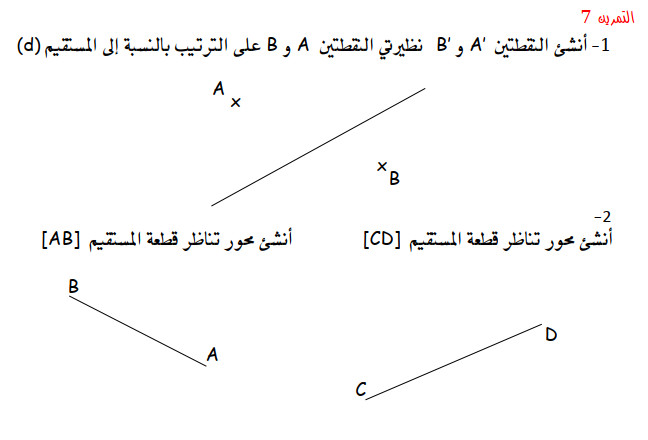 التمرين 7
1- أنشئ النقطتين A' و B' نظيرتي النقطتين A و B على الترتيب بالنسبة إلى المستقيم (d)
A
B
2-
أنشئ محور تناظر قطعة المستقيم [CD]
أنشئ محور تناظر قطعة المستقيم [AB]
B
A
D
C